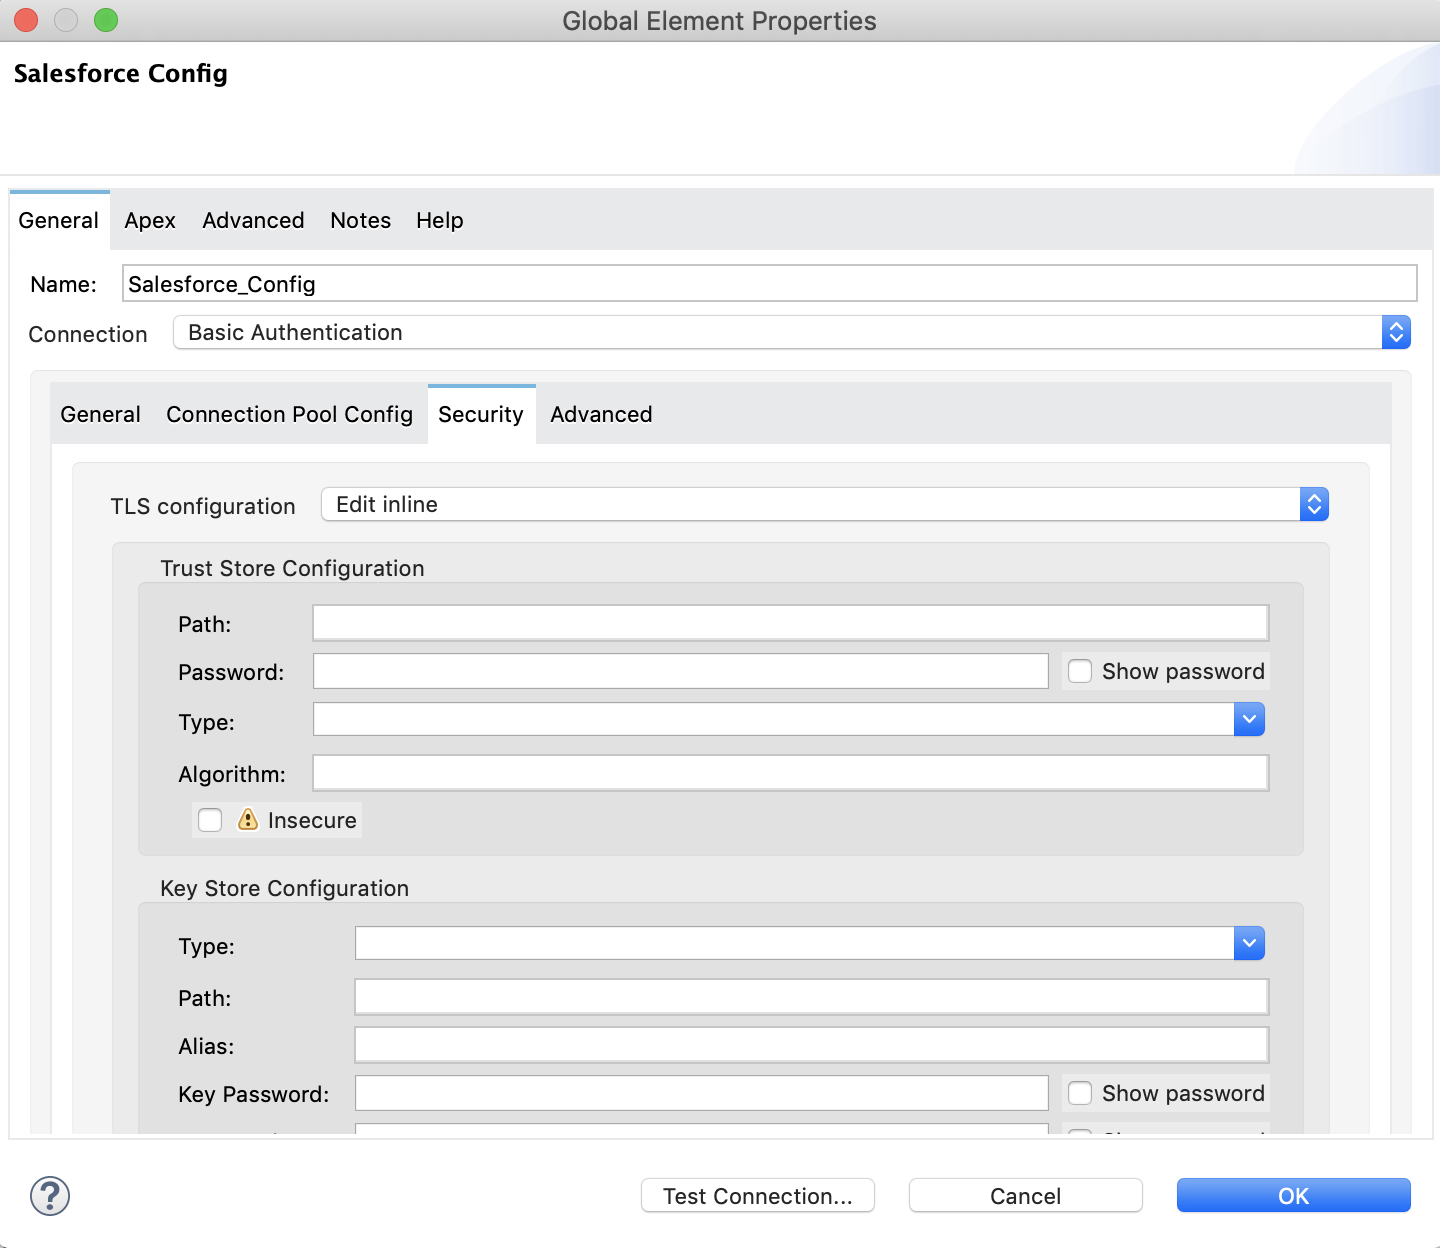 Global Element Properties
Salesforce Config
General Apex Advanced Notes Help
Name: Salesforce_Config
Connection Basic Authentication
General Connection Pool Config Security Advanced
TLS configuration Edit inline
Trust Store Configuration
Path:
Password: Show password
Type:
Algorithm:
Insecure
Key Store Configuration
Type:
Path:
Alias:
Key Password: Show password
? Test Connection... Cancel OK